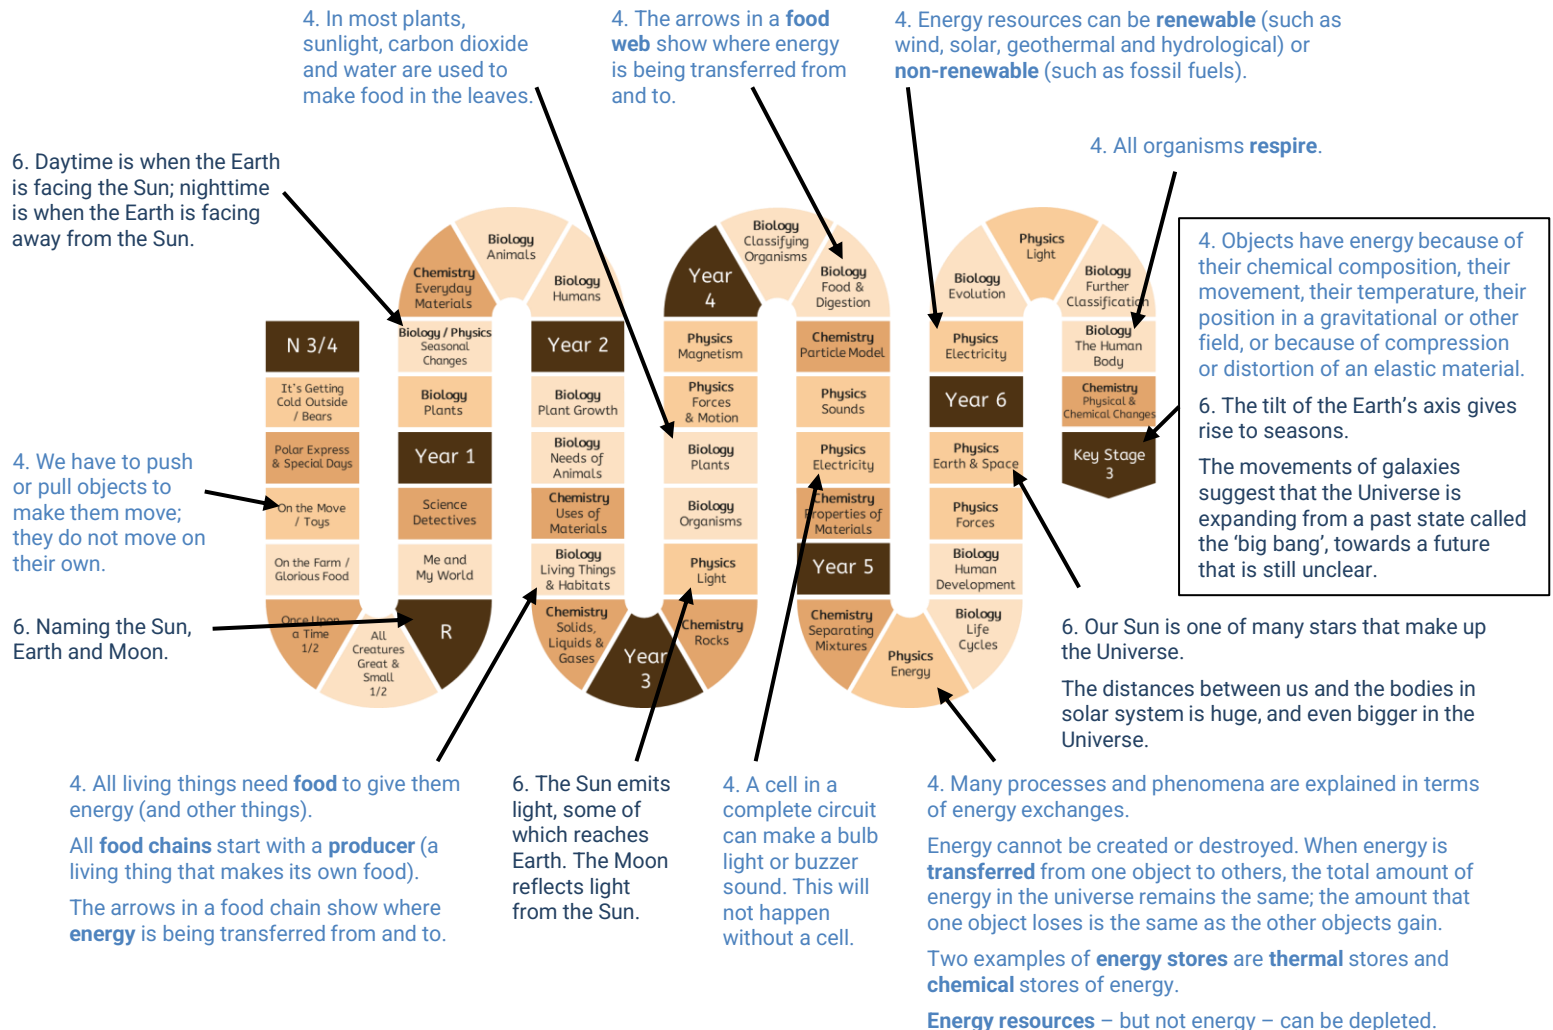 4. In most plants,
sunlight, carbon dioxide
and water are used to
make food in the leaves.
4. The arrows in a food
web show where energy
is being transferred from
and to.
4. Energy resources can be renewable (such as
wind, solar, geothermal and hydrological) or
non-renewable (such as fossil fuels).
4. All organisms respire.
6. Daytime is when the Earth
is facing the Sun; nighttime
is when the Earth is facing
away from the Sun.
4. We have to push
or pull objects to
make them move;
they do not move on
their own.
6. Naming the Sun,
Earth and Moon.
N 3/4
It's Getting
Cold Outside
/ Bears
Polar Express
& Special Days
On the Move
/ Toys
On the Farm /
Glorious Food
Once Upon
a Time
1/2
All
Creatures
Great &
Small
1/2
R
Me and
My World
Science
Detectives
Year 1
Biology
Plants
Biology / Physics
Seasonal
Changes
Chemistry
Everyday
Materials
Biology
Animals
Biology
Humans
Year 2
Biology
Plant Growth
Biology
Needs of
Animals
Chemistry
Uses of
Materials
Biology
Living Things
& Habitats
Chemistry
Solids,
Liquids &
Gases
Year
3
Chemistry
Rocks
Physics
Light
Biology
Organisms
Biology
Plants
Physics
Forces
& Motion
Physics
Magnetism
Year
4
Biology
Classifying
Organisms
Biology
Food &
Digestion
Chemistry
Particle Model
Physics
Sounds
Physics
Electricity
Chemistry
Properties of
Materials
Year 5
Chemistry
Separating
Mixtures
Physics
Energy
Biology
Life
Cycles
Biology
Human
Development
Physics
Forces
Physics
Earth & Space
Year 6
Physics
Electricity
Biology
Evolution
Physics
Light
Biology
Further
Classification
Biology
The Human
Body
Chemistry
Physical &
Chemical Changes
Key Stage
3
4. Objects have energy because of
their chemical composition, their
movement, their temperature, their
position in a gravitational or other
field, or because of compression
or distortion of an elastic material.
6. The tilt of the Earth's axis gives
rise to seasons.
The movements of galaxies
suggest that the Universe is
expanding from a past state called
the 'big bang', towards a future
that is still unclear.
6. Our Sun is one of many stars that make up
the Universe.
The distances between us and the bodies in
solar system is huge, and even bigger in the
Universe.
4. All living things need food to give them
energy (and other things).
All food chains start with a producer (a
living thing that makes its own food).
The arrows in a food chain show where
energy is being transferred from and to.
6. The Sun emits
light, some of
which reaches
Earth. The Moon
reflects light
from the Sun.
4. A cell in a
complete circuit
can make a bulb
light or buzzer
sound. This will
not happen
without a cell.
4. Many processes and phenomena are explained in terms
of energy exchanges.
Energy cannot be created or destroyed. When energy is
transferred from one object to others, the total amount of
energy in the universe remains the same; the amount that
one object loses is the same as the other objects gain.
Two examples of energy stores are thermal stores and
chemical stores of energy.
Energy resources – but not energy – can be depleted.